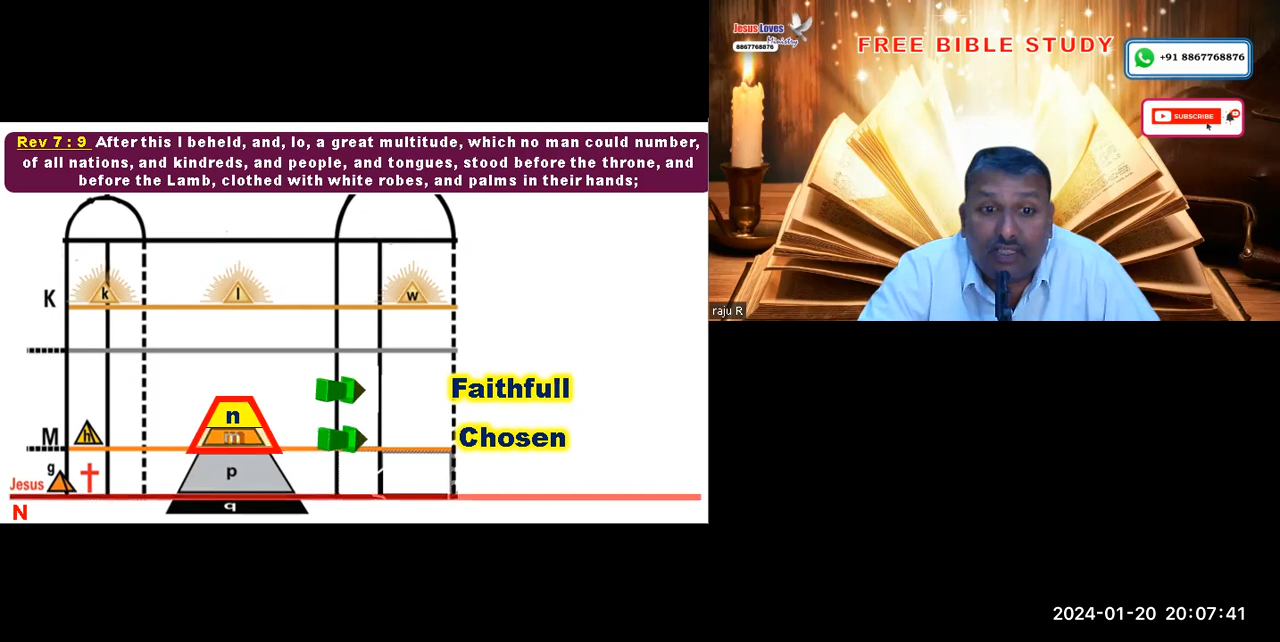 Rev 7 : 9 After this I beheld, and, lo, a great multitude, which no man could number,
of all nations, and kindreds, and people, and tongues, stood before the throne, and
before the Lamb, clothed with white robes, and palms in their hands;
K
k
l
w
Faithfull
n
M
h
m
Chosen
g
p
Jesus
q
N
Jesus Loves
Ministry
8867768876
FREE BIBLE STUDY
+91 8867768876
SUBSCRIBE
raju R
2024-01-20 20:07:41